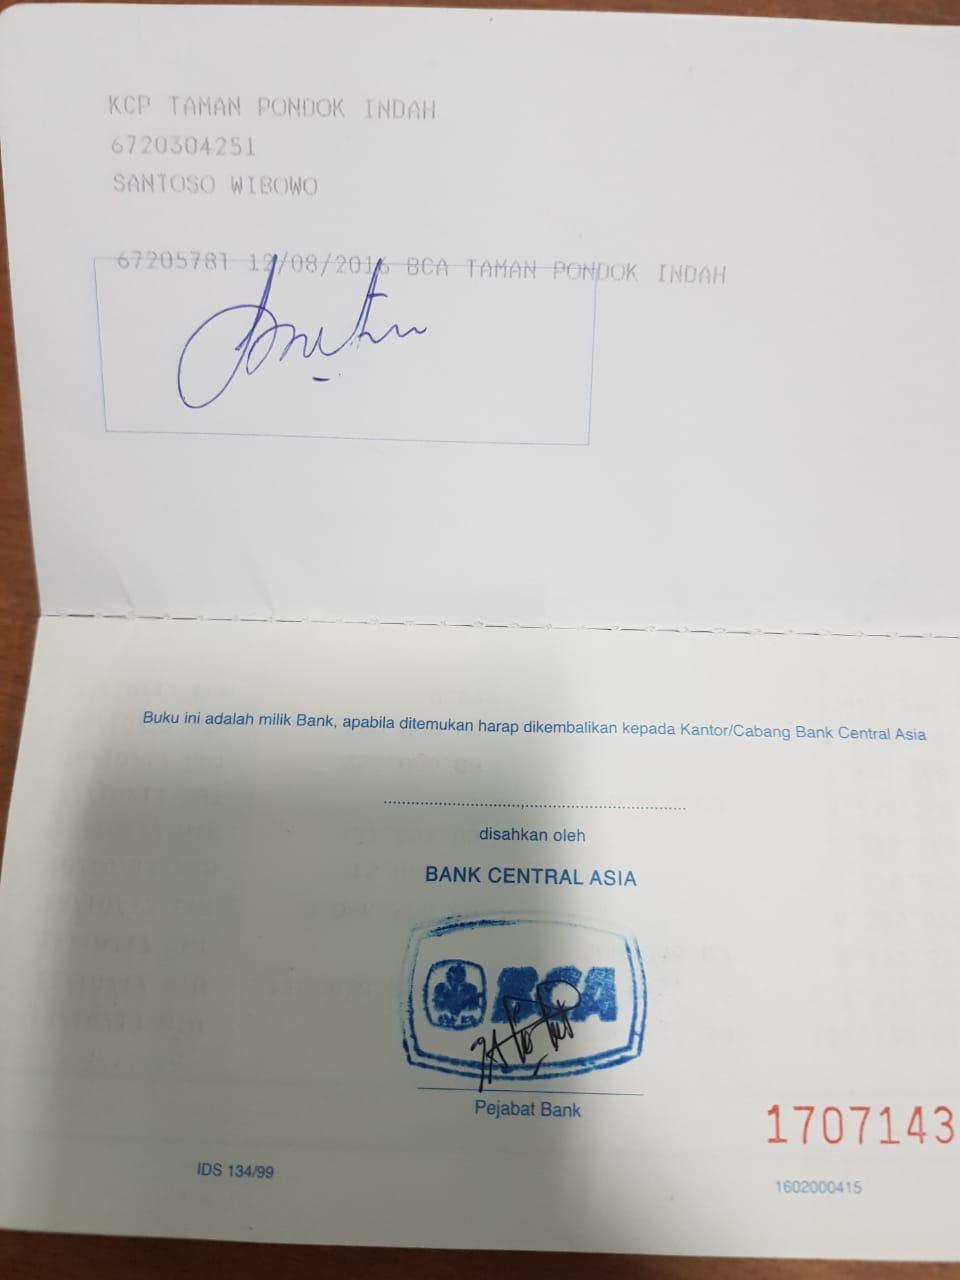 KCP TAMAN PONDOK INDAH
6720304251
SANTOSO WIBOWO
6720578T 12/08/2016 BCA TAMAN PONDOK INDAH
Buku ini adalah milik Bank, apabila ditemukan harap dikembalikan kepada Kantor/Cabang Bank Central Asia
disahkan oleh
BANK CENTRAL ASIA
BCA
Pejabat Bank
1707143
IDS 134/99
1602000415